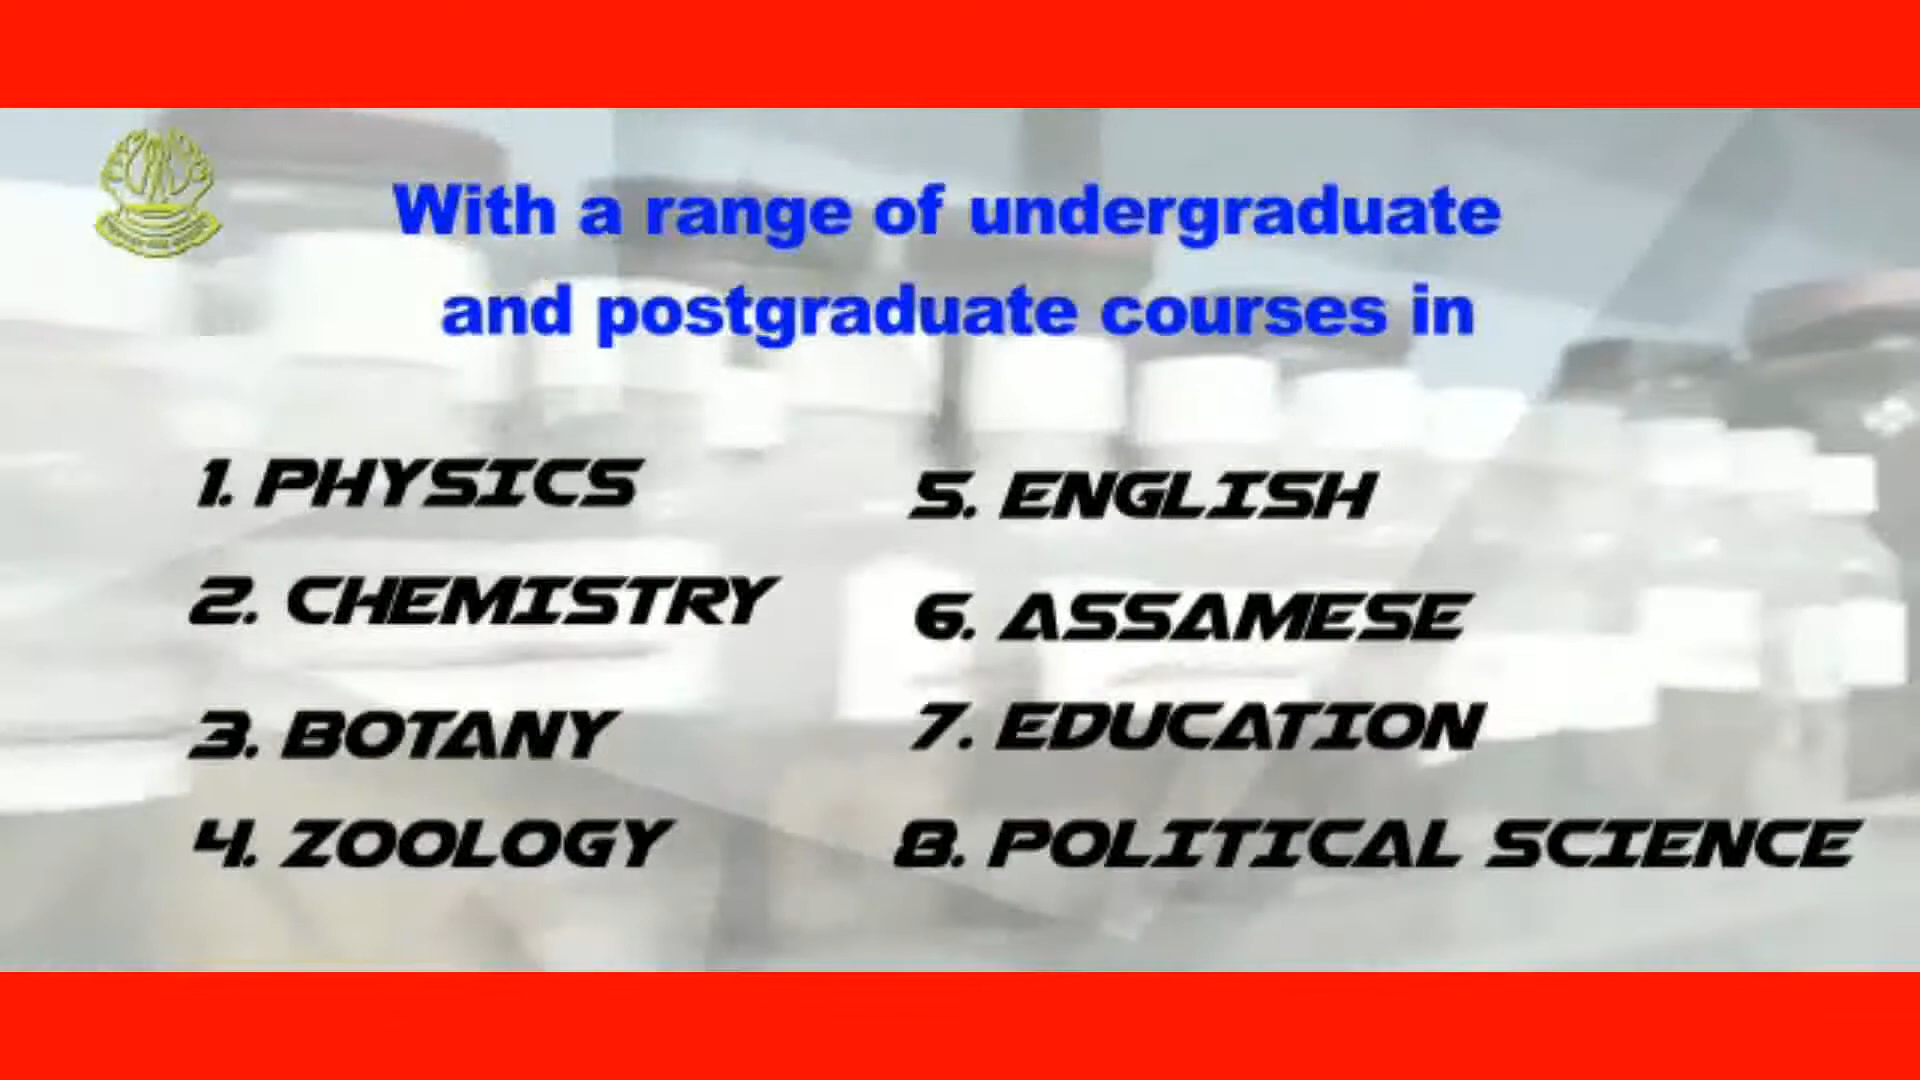 With a range of undergraduate
and postgraduate courses in
1. PHYSICS
2. CHEMISTRY
3. BOTANY
4. ZOOLOGY
5. ENGLISH
6. ASSAMESE
7. EDUCATION
8. POLITICAL SCIENCE